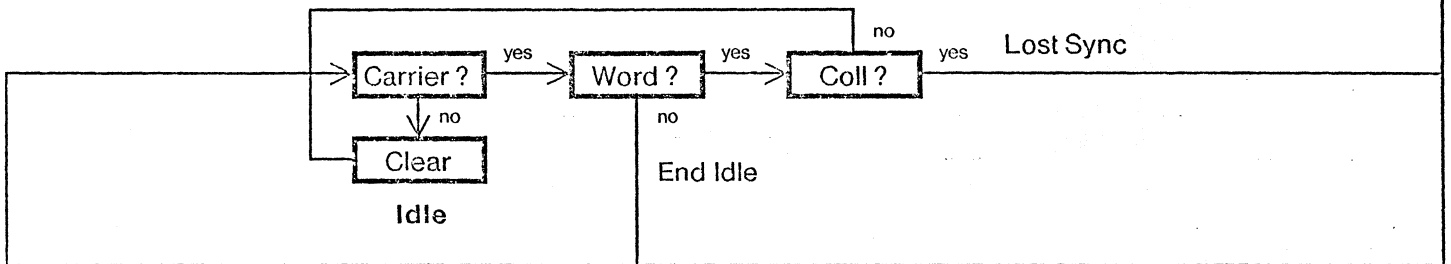 no
yes
yes
yes
Lost Sync
Carrier ?
Word ?
Coll ?
no
no
Clear
End Idle
Idle